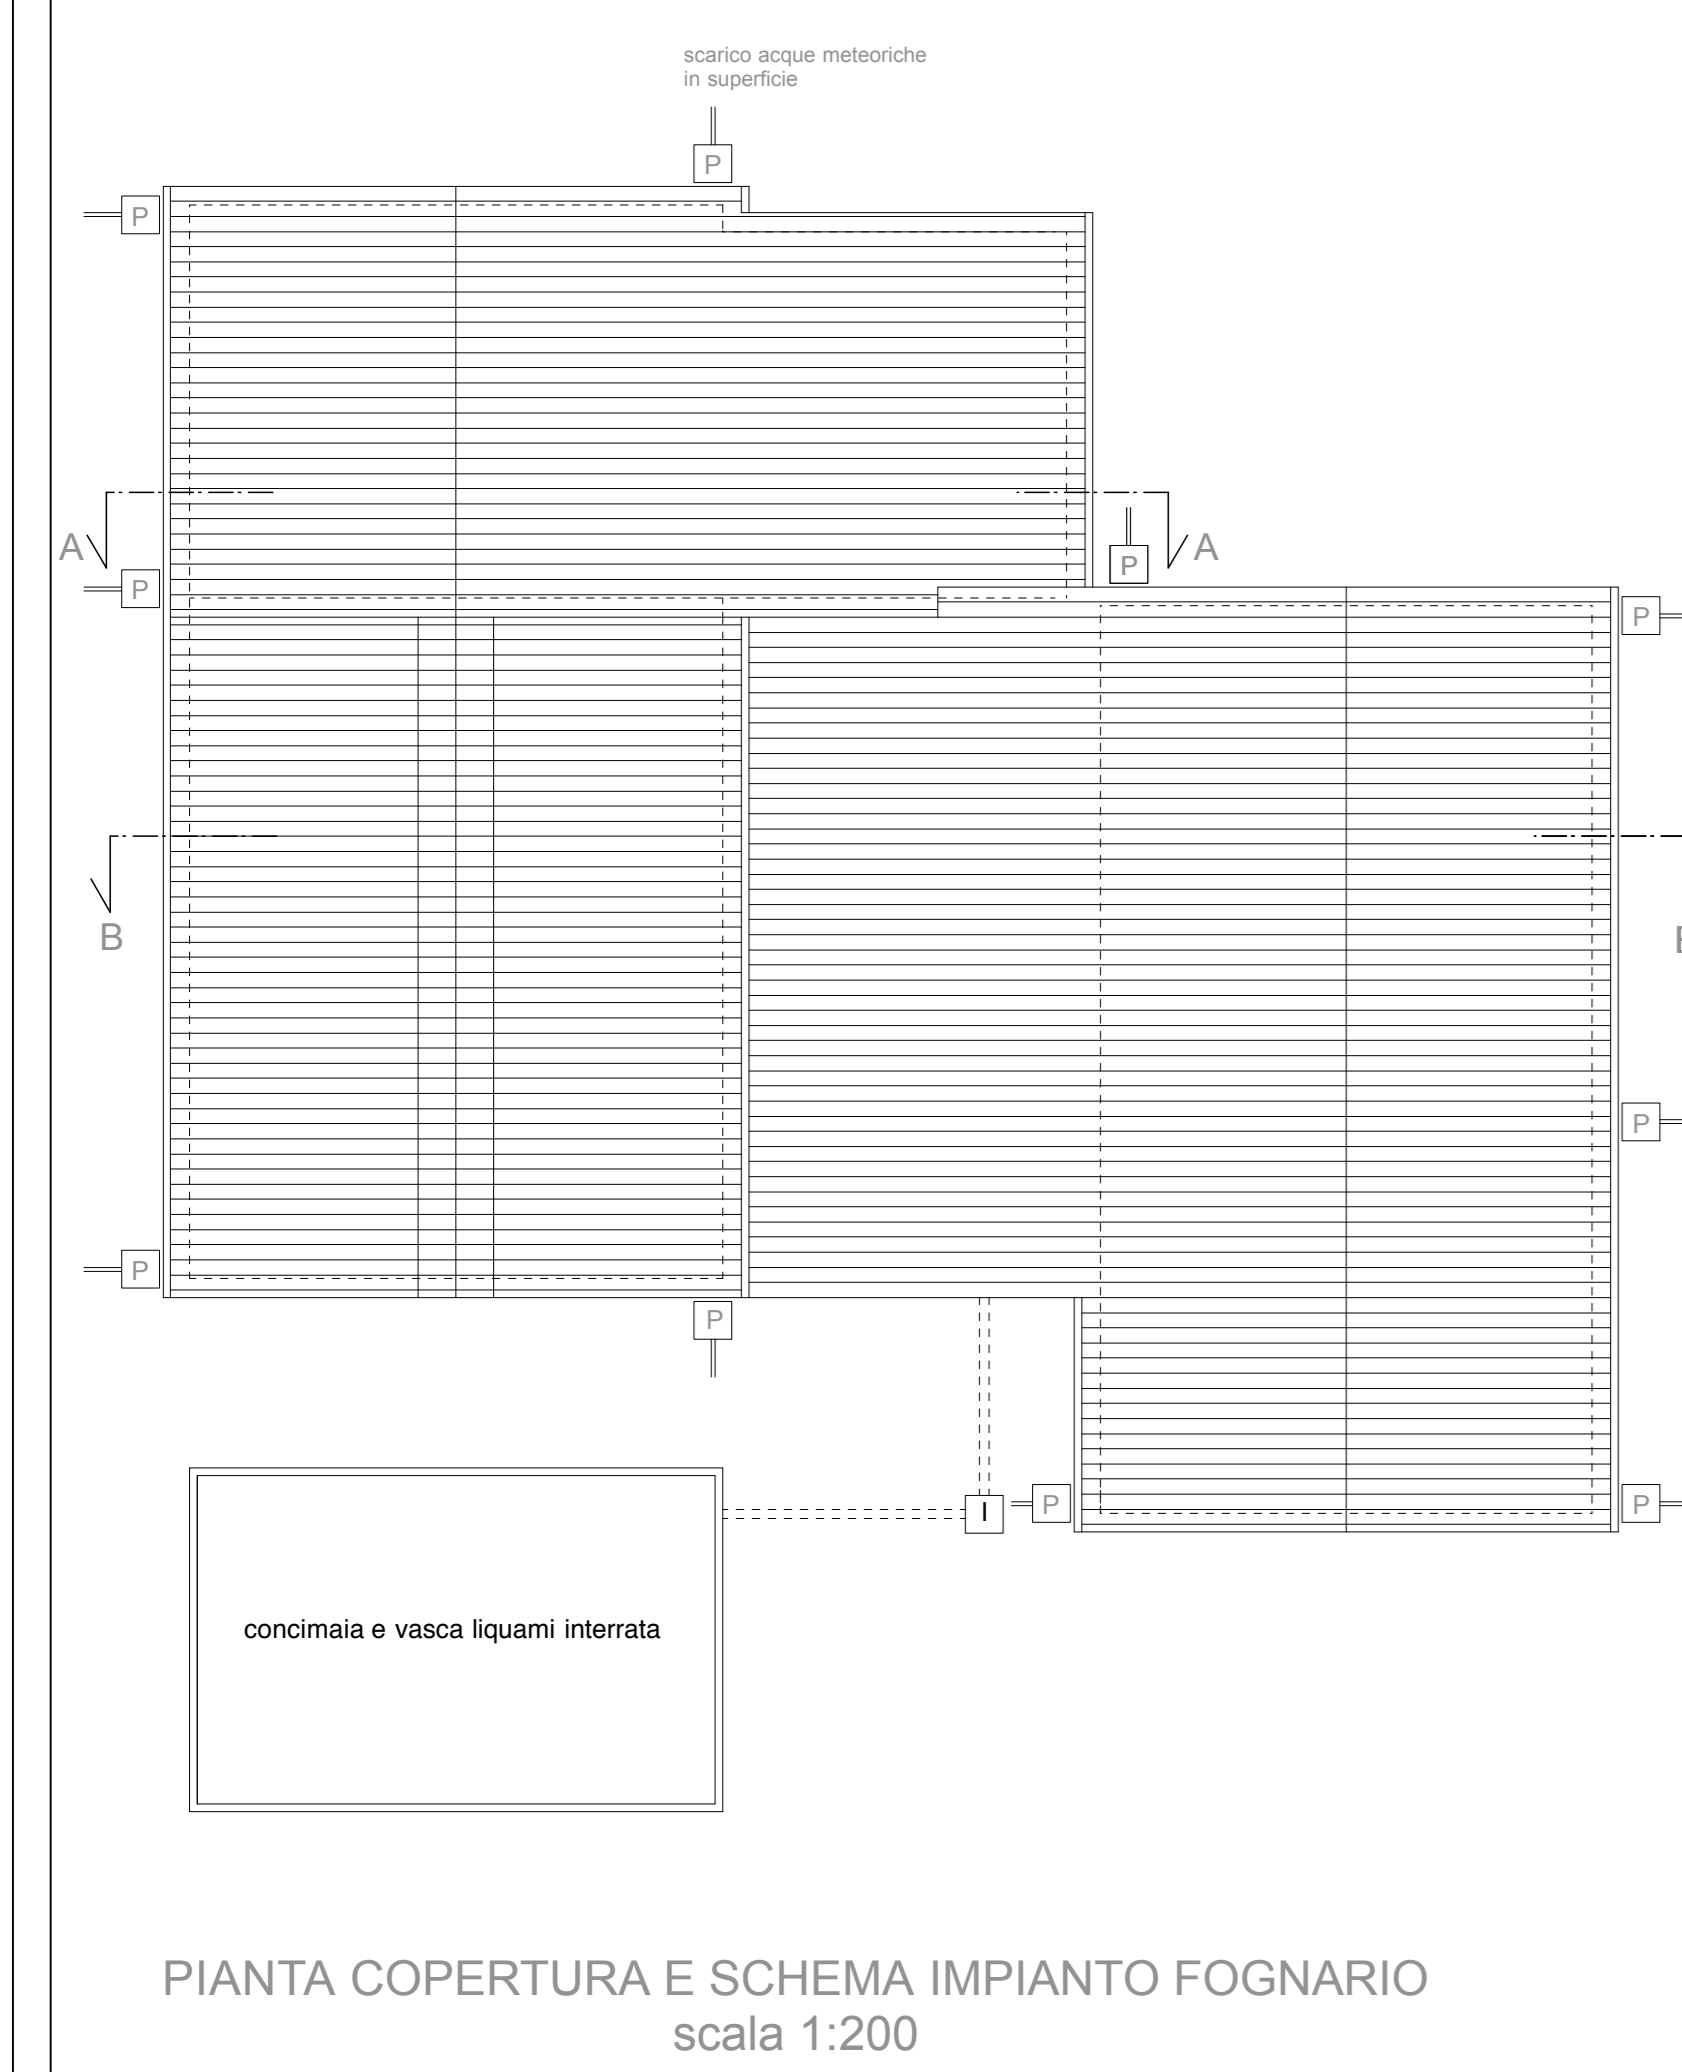 scarico acque meteoriche
in superficie
P
P
A
A
P
P
P
B
P
P
P
I
P
P
concimaia e vasca liquami interrata
PIANTA COPERTURA E SCHEMA IMPIANTO FOGNARIO
scala 1:200